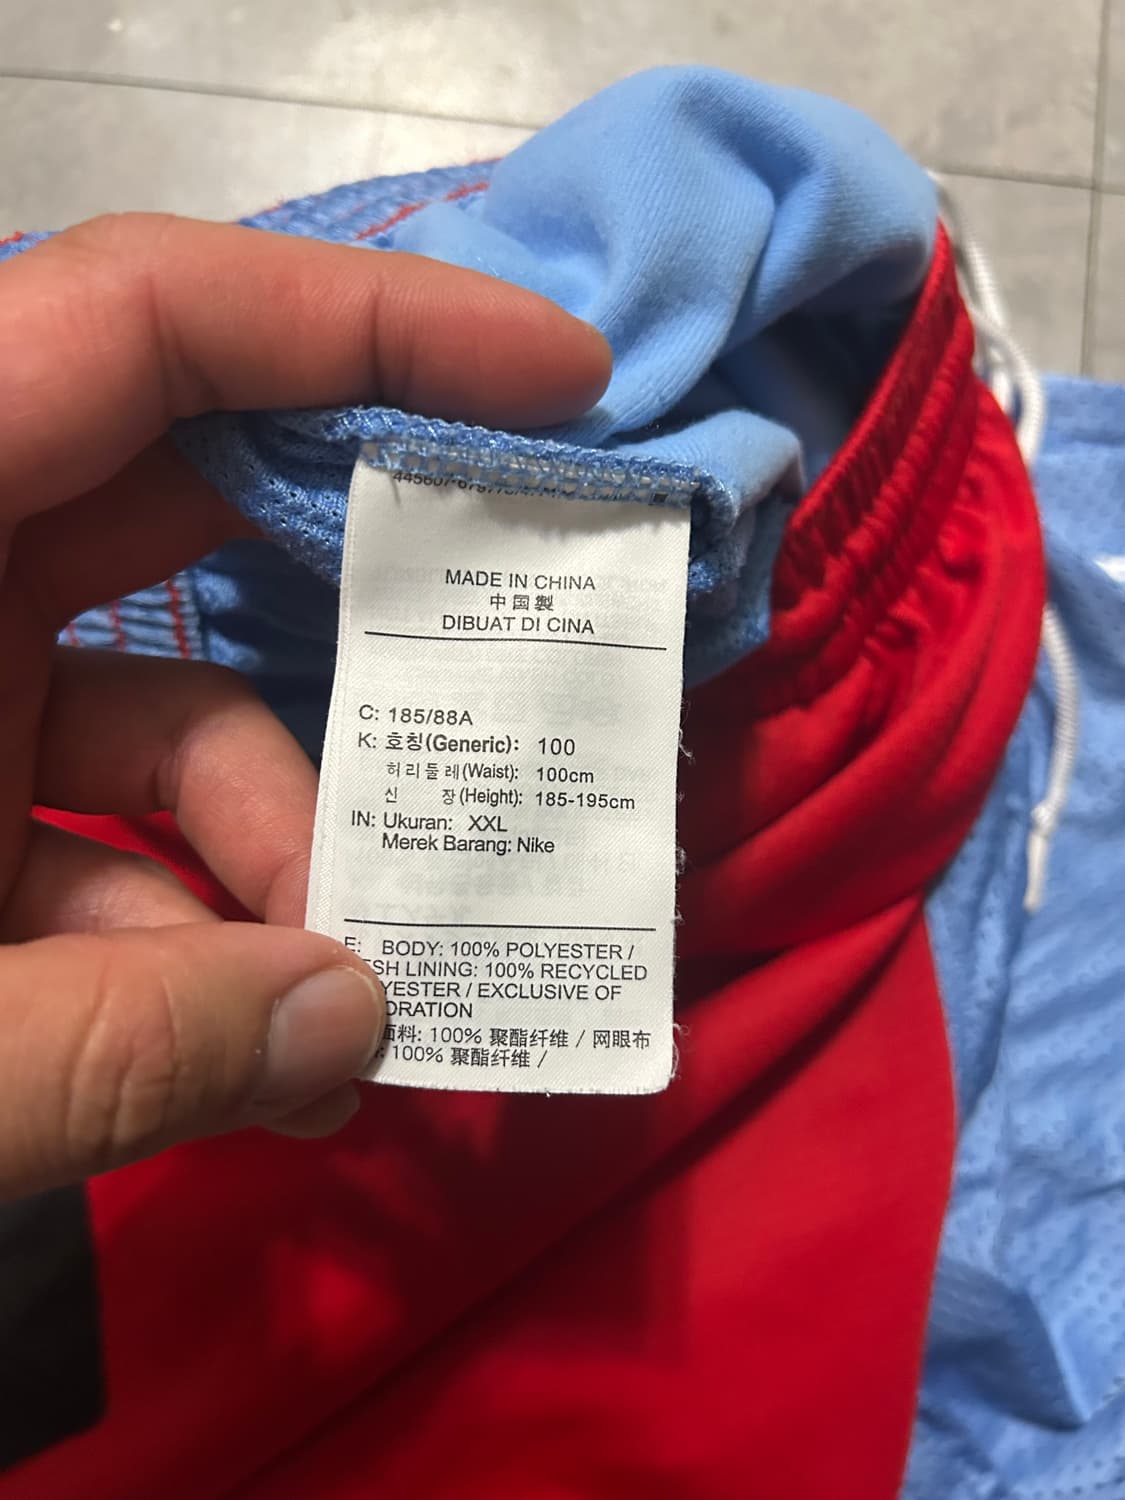 MADE IN CHINA
中国製
DIBUAT DI CINA
C: 185/88A
K: 호칭(Generic): 100
허리둘레(Waist): 100cm
신 장(Height): 185-195cm
IN: Ukuran: XXL
Merek Barang: Nike
E: BODY: 100% POLYESTER /
SH LINING: 100% RECYCLED
YESTER / EXCLUSIVE OF
ORATION
面料: 100% 聚酯纤维 / 网眼布
: 100% 聚酯纤维 /